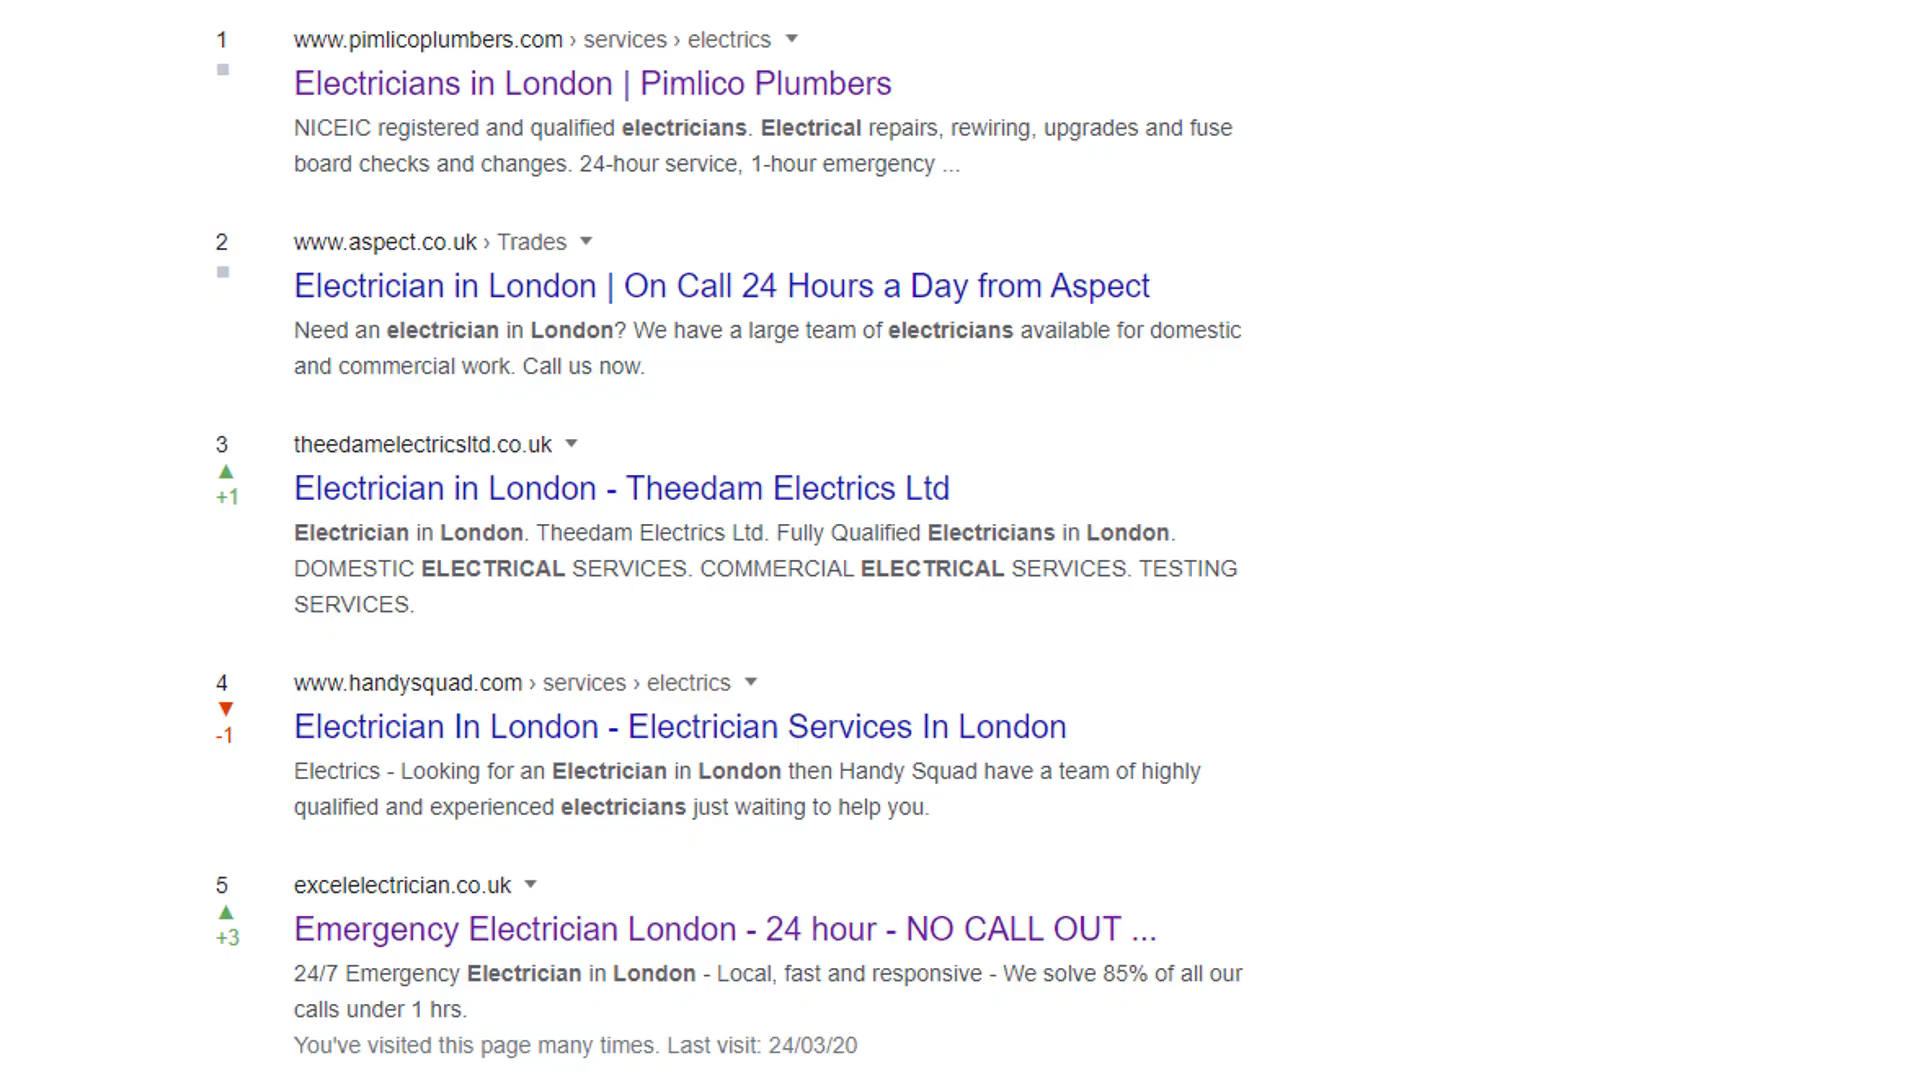 1
www.pimlicoplumbers.com › services › electrics
Electricians in London | Pimlico Plumbers
NICEIC registered and qualified electricians. Electrical repairs, rewiring, upgrades and fuse
board checks and changes. 24-hour service, 1-hour emergency ...
2
www.aspect.co.uk › Trades
Electrician in London | On Call 24 Hours a Day from Aspect
Need an electrician in London? We have a large team of electricians available for domestic
and commercial work. Call us now.
3
theedamelectricsltd.co.uk
+1
Electrician in London - Theedam Electrics Ltd
Electrician in London. Theedam Electrics Ltd. Fully Qualified Electricians in London.
DOMESTIC ELECTRICAL SERVICES. COMMERCIAL ELECTRICAL SERVICES. TESTING
SERVICES.
4
www.handysquad.com › services › electrics
-1
Electrician In London - Electrician Services In London
Electrics - Looking for an Electrician in London then Handy Squad have a team of highly
qualified and experienced electricians just waiting to help you.
5
excelelectrician.co.uk
+3
Emergency Electrician London - 24 hour - NO CALL OUT ...
24/7 Emergency Electrician in London - Local, fast and responsive - We solve 85% of all our
calls under 1 hrs.
You've visited this page many times. Last visit: 24/03/20